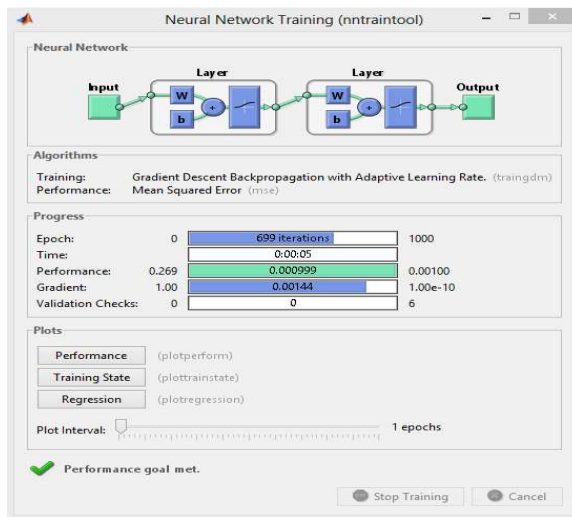 Neural Network Training (nntraintool)
Neural Network
Input
Layer
W
b
+
Layer
W
b
+
Output
Algorithms
Training: Gradient Descent Backpropagation with Adaptive Learning Rate. (traingdm)
Performance: Mean Squared Error (mse)
Progress
Epoch: 0 699 iterations 1000
Time: 0:00:05
Performance: 0.269 0.000999 0.00100
Gradient: 1.00 0.00144 1.00e-10
Validation Checks: 0 0 6
Plots
Performance (plotperform)
Training State (plottrainstate)
Regression (plotregression)
Plot Interval: 1 epochs
Performance goal met.
Stop Training Cancel